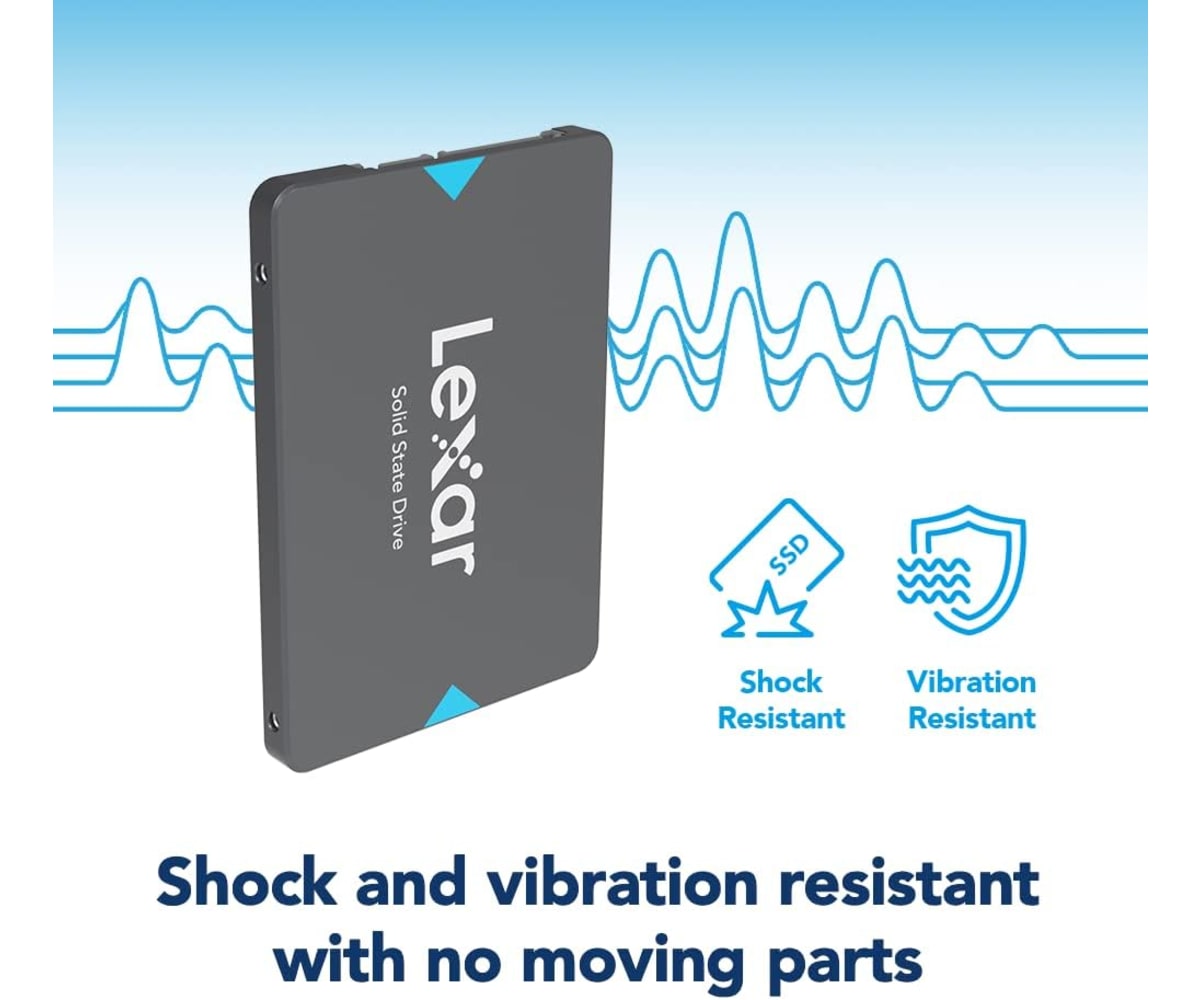 Lexar
Solid State Drive
SSD
Shock
Resistant
Vibration
Resistant
Shock and vibration resistant
with no moving parts